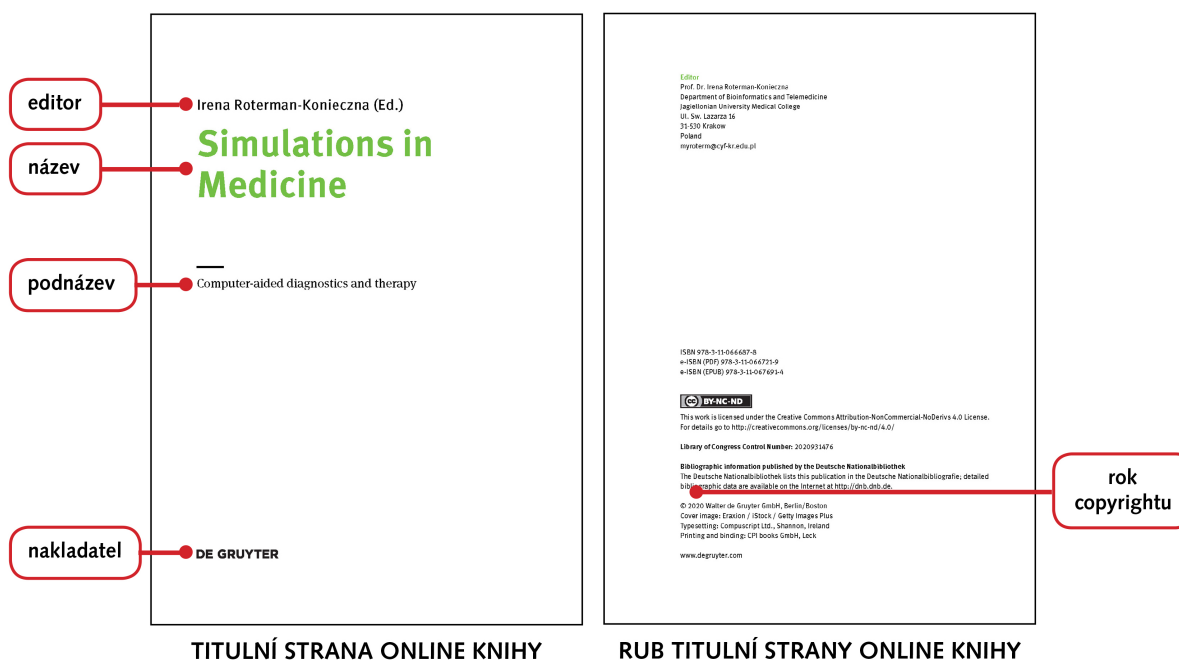 editor
název
podnázev
nakladatel
Irena Roterman-Konieczna (Ed.)
Simulations in
Medicine
Computer-aided diagnostics and therapy
DE GRUYTER
TITULNÍ STRANA ONLINE KNIHY
Editor
Prof. Dr. Irena Roterman-Konieczna
Department of Bioinformatics and Telemedicine
Jagiellonian University Medical College
Ul. Sw. Lazarza 16
31-530 Krakow
Poland
myroterm@cyf-kr.edu.pl
ISBN 978-3-11-066687-8
e-ISBN (PDF) 978-3-11-066721-9
e-ISBN (EPUB) 978-3-11-067691-4
cc BY-NC-ND
This work is licensed under the Creative Commons Attribution-NonCommercial-NoDerivs 4.0 License.
For details go to http://creativecommons.org/licenses/by-nc-nd/4.0/
Library of Congress Control Number: 2020931476
Bibliographic information published by the Deutsche Nationalbibliothek
The Deutsche Nationalbibliothek lists this publication in the Deutsche Nationalbibliografie; detailed
bibliographic data are available on the Internet at http://dnb.dnb.de.
© 2020 Walter de Gruyter GmbH, Berlin/Boston
Cover image: Eraxion / iStock / Getty Images Plus
Typesetting: Compuscript Ltd., Shannon, Ireland
Printing and binding: CPI books GmbH, Leck
www.degruyter.com
rok
copyrightu
RUB TITULNÍ STRANY ONLINE KNIHY